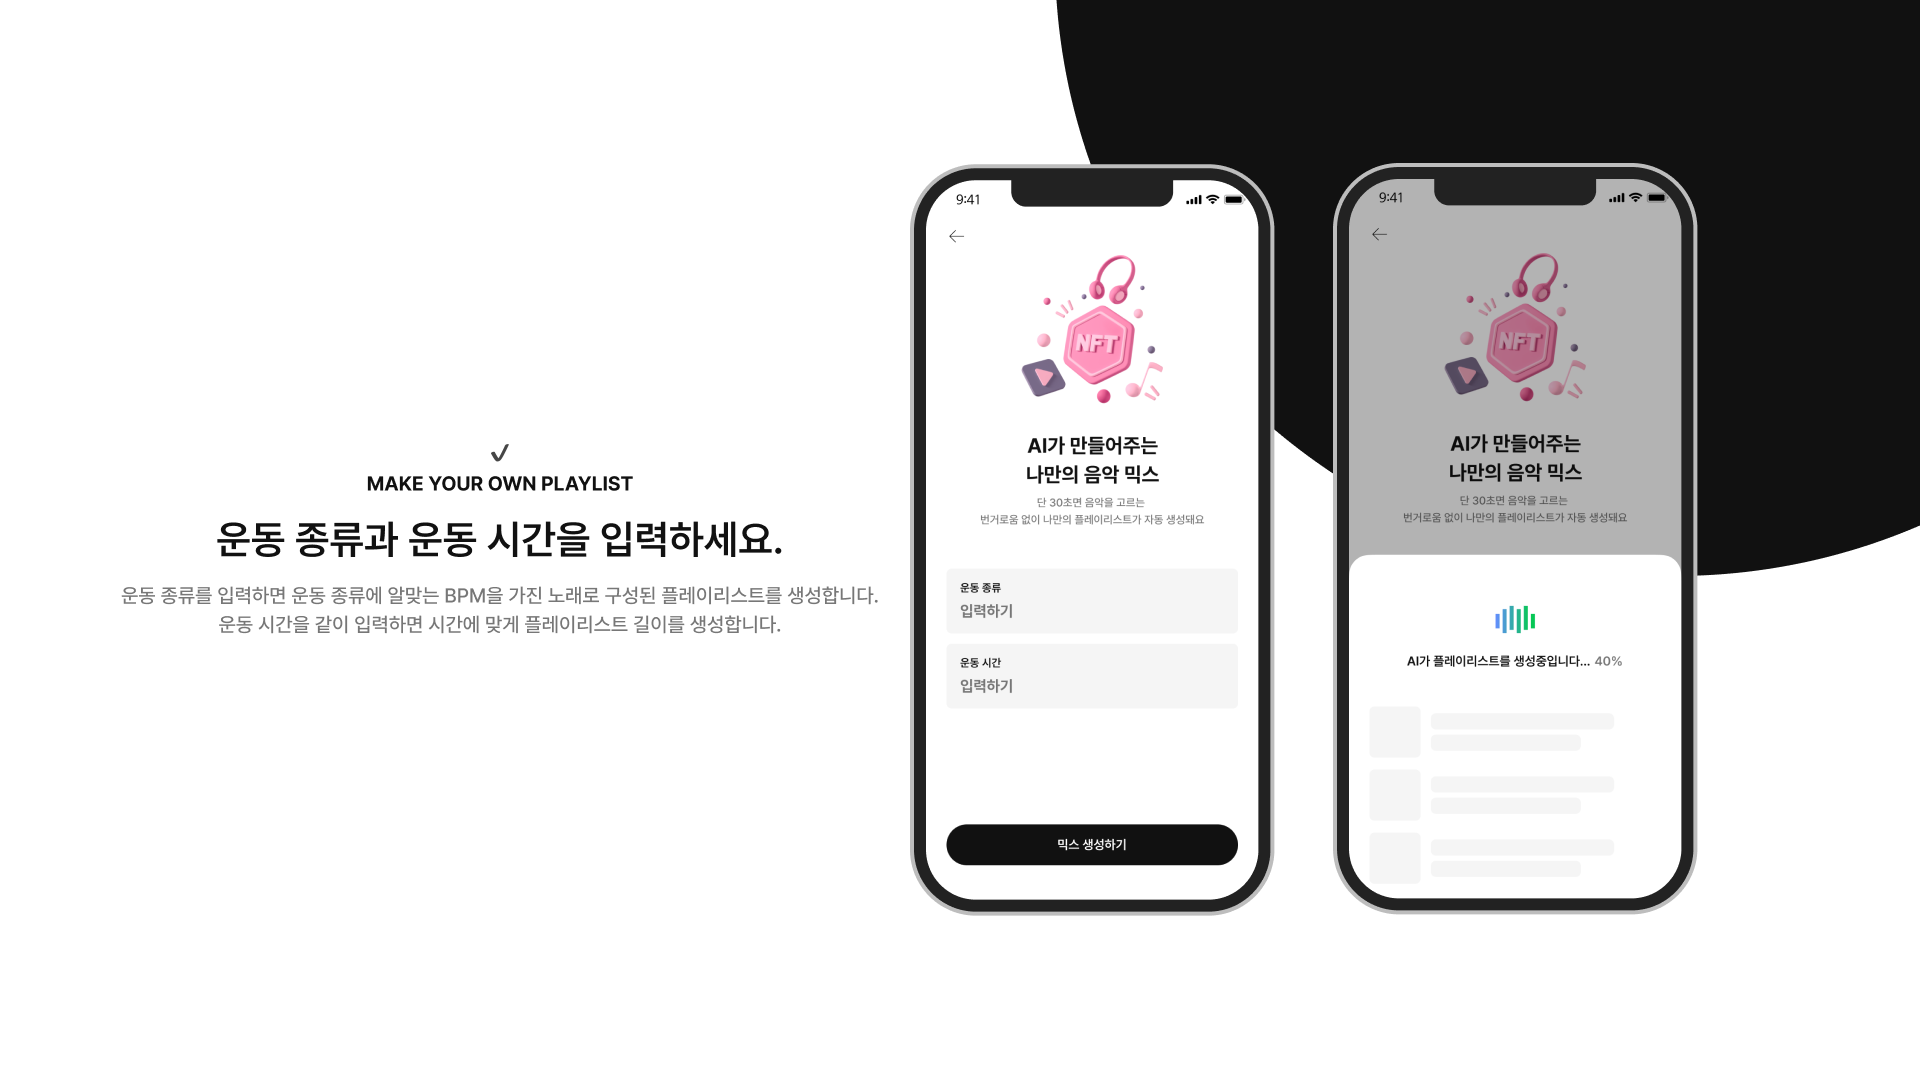 MAKE YOUR OWN PLAYLIST
운동 종류과 운동 시간을 입력하세요.
운동 종류를 입력하면 운동 종류에 알맞는 BPM을 가진 노래로 구성된 플레이리스트를 생성합니다.
운동 시간을 같이 입력하면 시간에 맞게 플레이리스트 길이를 생성합니다.
9:41
NFT
AI가 만들어주는
나만의 음악 믹스
단 30초면 음악을 고르는
번거로움 없이 나만의 플레이리스트가 자동 생성돼요
운동 종류
입력하기
운동 시간
입력하기
믹스 생성하기
9:41
NFT
AI가 만들어주는
나만의 음악 믹스
단 30초면 음악을 고르는
번거로움 없이 나만의 플레이리스트가 자동 생성돼요
AI가 플레이리스트를 생성중입니다... 40%